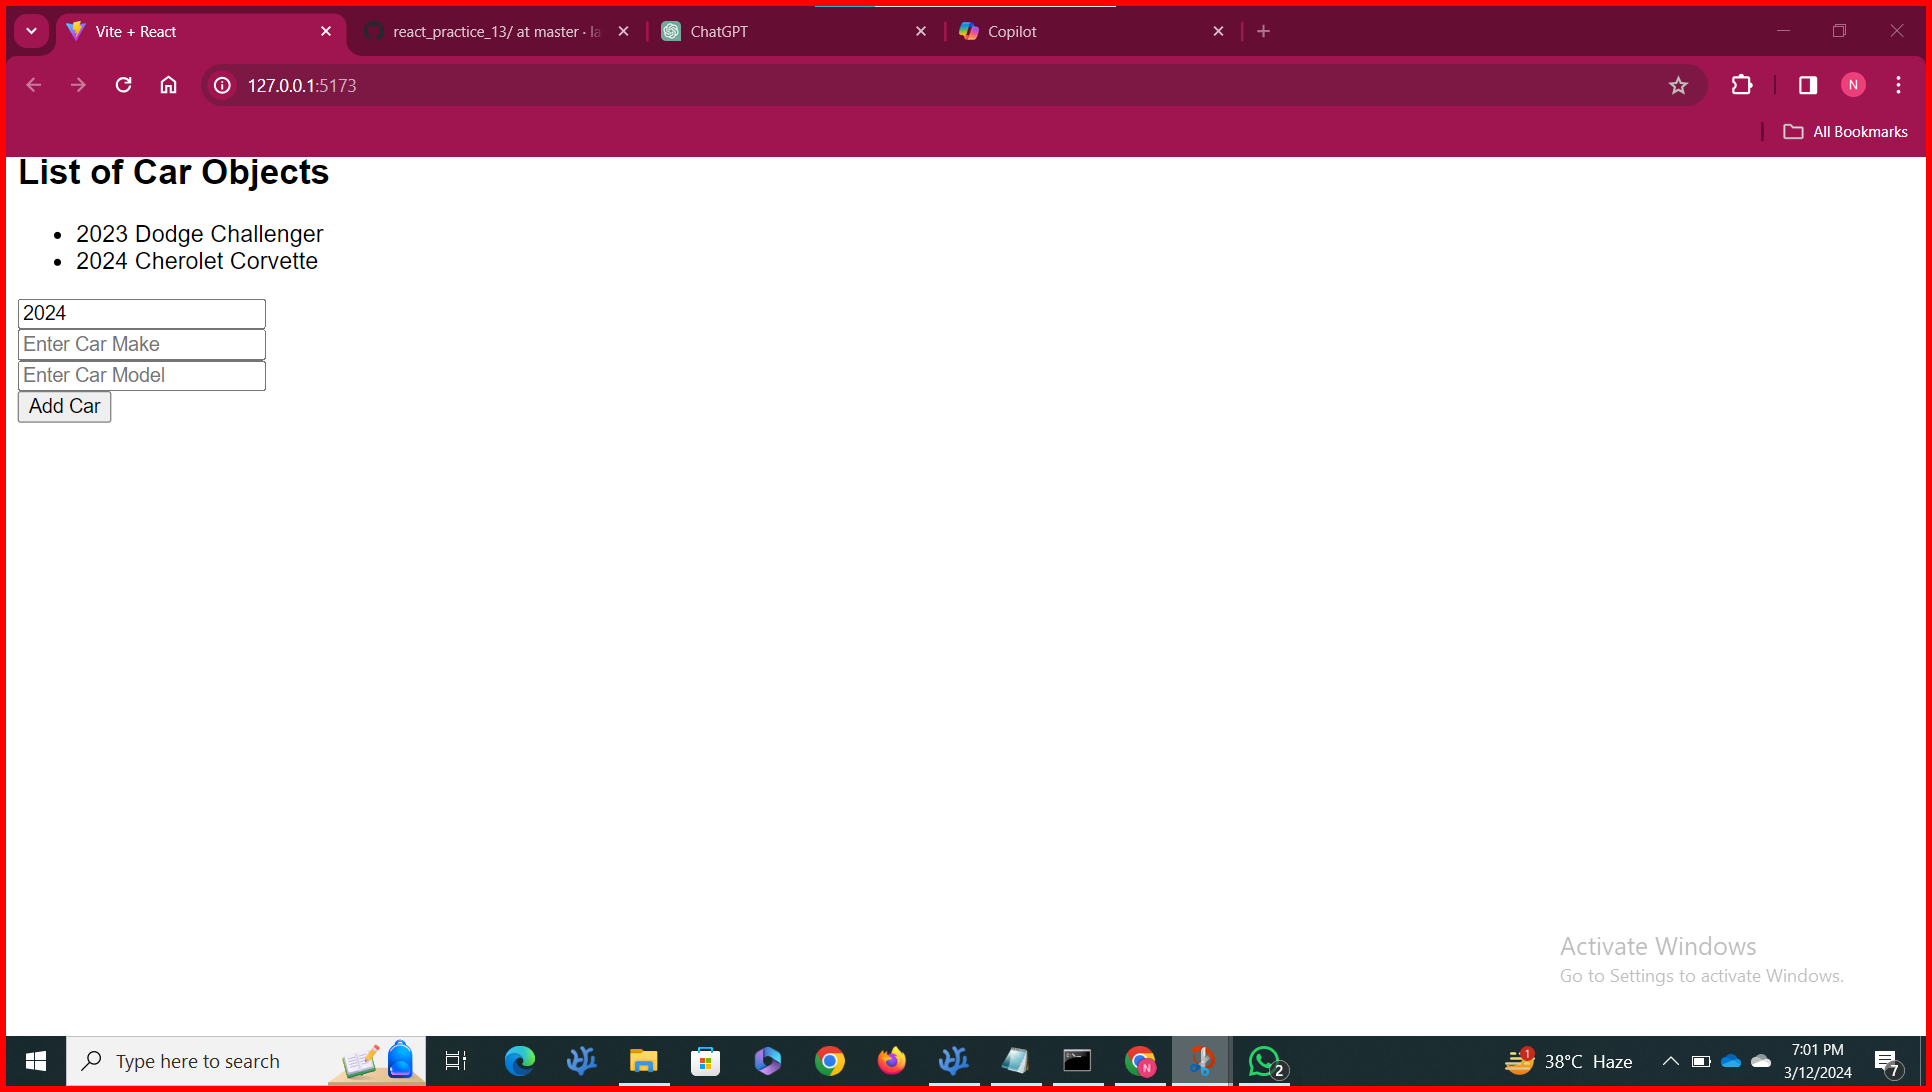 Vite + React
react_practice_13/ at master · la
ChatGPT
Copilot
127.0.0.1:5173
N
All Bookmarks
List of Car Objects
2023 Dodge Challenger
2024 Cherolet Corvette
2024
Enter Car Make
Enter Car Model
Add Car
Activate Windows
Go to Settings to activate Windows.
Type here to search
N
2
1
38°C Haze
7:01 PM
3/12/2024
7